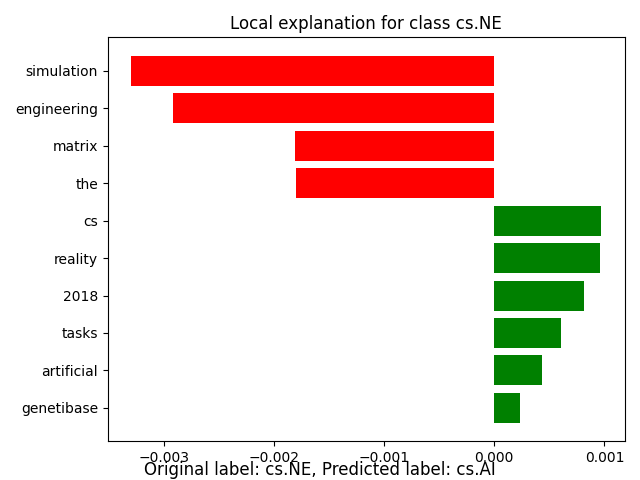 Local explanation for class cs.NE
simulation
engineering
matrix
the
cs
reality
2018
tasks
artificial
genetibase
−0.003 −0.002 −0.001 0.000 0.001
Original label: cs.NE, Predicted label: cs.AI